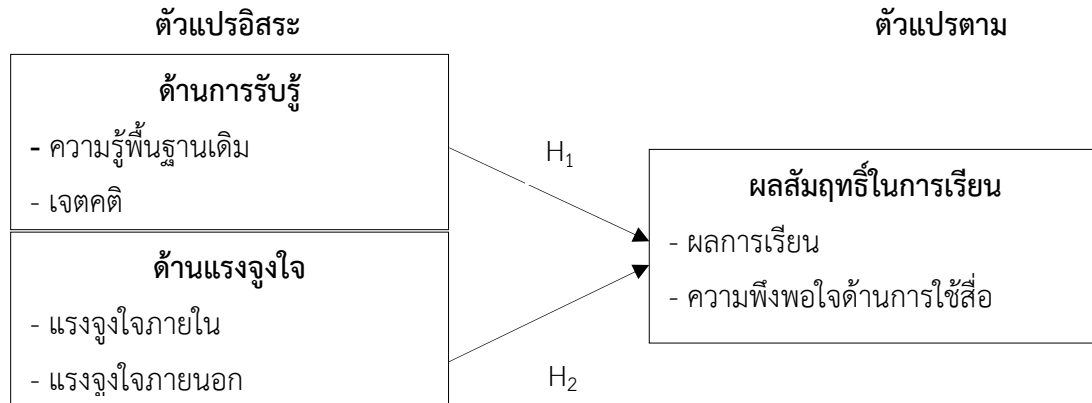 ตัวแปรอิสระ
ตัวแปรตาม
ด้านการรับรู้
- ความรู้พื้นฐานเดิม
- เจตคติ
ด้านแรงจูงใจ
- แรงจูงใจภายใน
- แรงจูงใจภายนอก
H₁
H₂
ผลสัมฤทธิ์ในการเรียน
- ผลการเรียน
- ความพึงพอใจด้านการใช้สื่อ